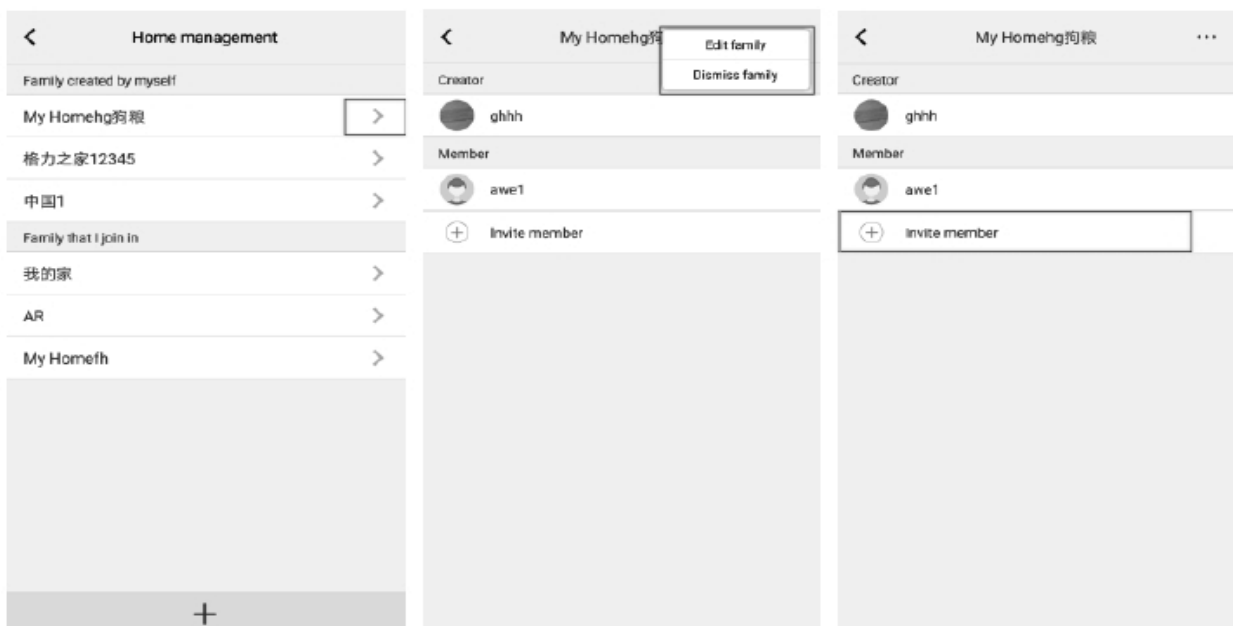 Home management
Family created by myself
My Homehg狗粮
格力之家12345
中国1
Family that I join in
我的家
AR
My Homefh
My Homehg狗
Edit family
Dismiss family
Creator
ghhh
Member
awe1
Invite member
My Homehg狗粮
Creator
ghhh
Member
awe1
Invite member